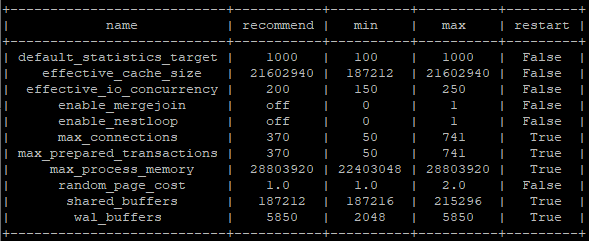 +----------------------------+-----------+----------+----------+---------+
|            name            | recommend |   min    |   max    | restart |
+----------------------------+-----------+----------+----------+---------+
| default_statistics_target  |    1000   |   100    |   1000   |  False  |
|    effective_cache_size    |  21602940 |  187212  | 21602940 |  False  |
|  effective_io_concurrency  |    200    |   150    |   250    |  False  |
|      enable_mergejoin      |    off    |    0     |    1     |  False  |
|      enable_nestloop       |    off    |    0     |    1     |  False  |
|      max_connections       |    370    |    50    |   741    |   True  |
| max_prepared_transactions  |    370    |    50    |   741    |   True  |
|     max_process_memory     |  28803920 | 22403048 | 28803920 |   True  |
|      random_page_cost      |    1.0    |   1.0    |   2.0    |  False  |
|       shared_buffers       |   187212  |  187216  |  215296  |   True  |
|        wal_buffers         |    5850   |   2048   |   5850   |   True  |
+----------------------------+-----------+----------+----------+---------+